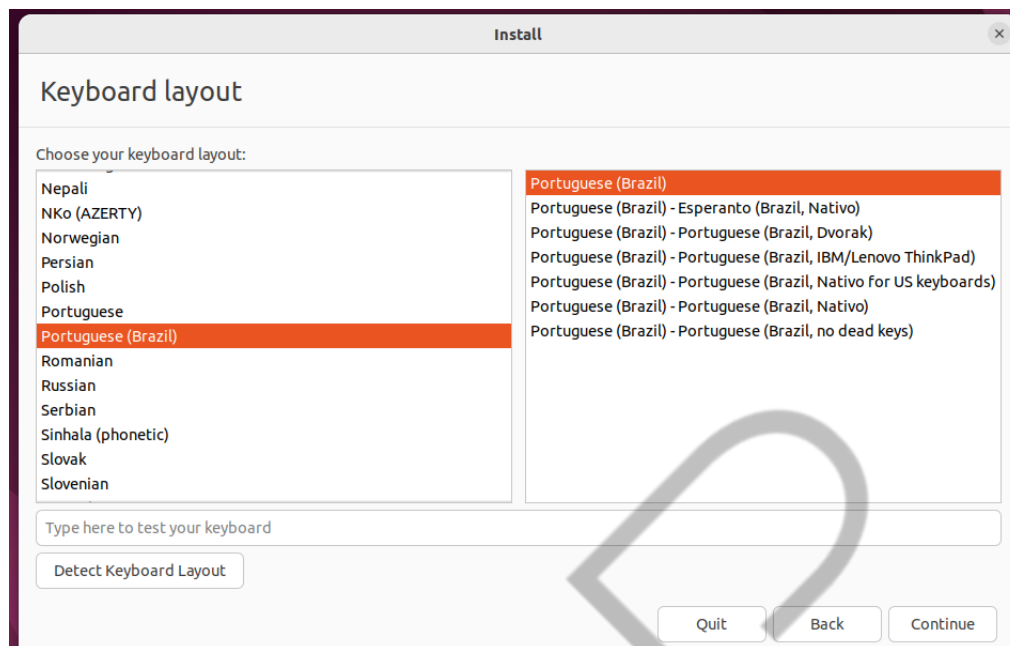 Install
Keyboard layout
Choose your keyboard layout:
Nepali
NKo (AZERTY)
Norwegian
Persian
Polish
Portuguese
Portuguese (Brazil)
Romanian
Russian
Serbian
Sinhala (phonetic)
Slovak
Slovenian
Portuguese (Brazil)
Portuguese (Brazil) - Esperanto (Brazil, Nativo)
Portuguese (Brazil) - Portuguese (Brazil, Dvorak)
Portuguese (Brazil) - Portuguese (Brazil, IBM/Lenovo ThinkPad)
Portuguese (Brazil) - Portuguese (Brazil, Nativo for US keyboards)
Portuguese (Brazil) - Portuguese (Brazil, Nativo)
Portuguese (Brazil) - Portuguese (Brazil, no dead keys)
Type here to test your keyboard
Detect Keyboard Layout
Quit Back Continue